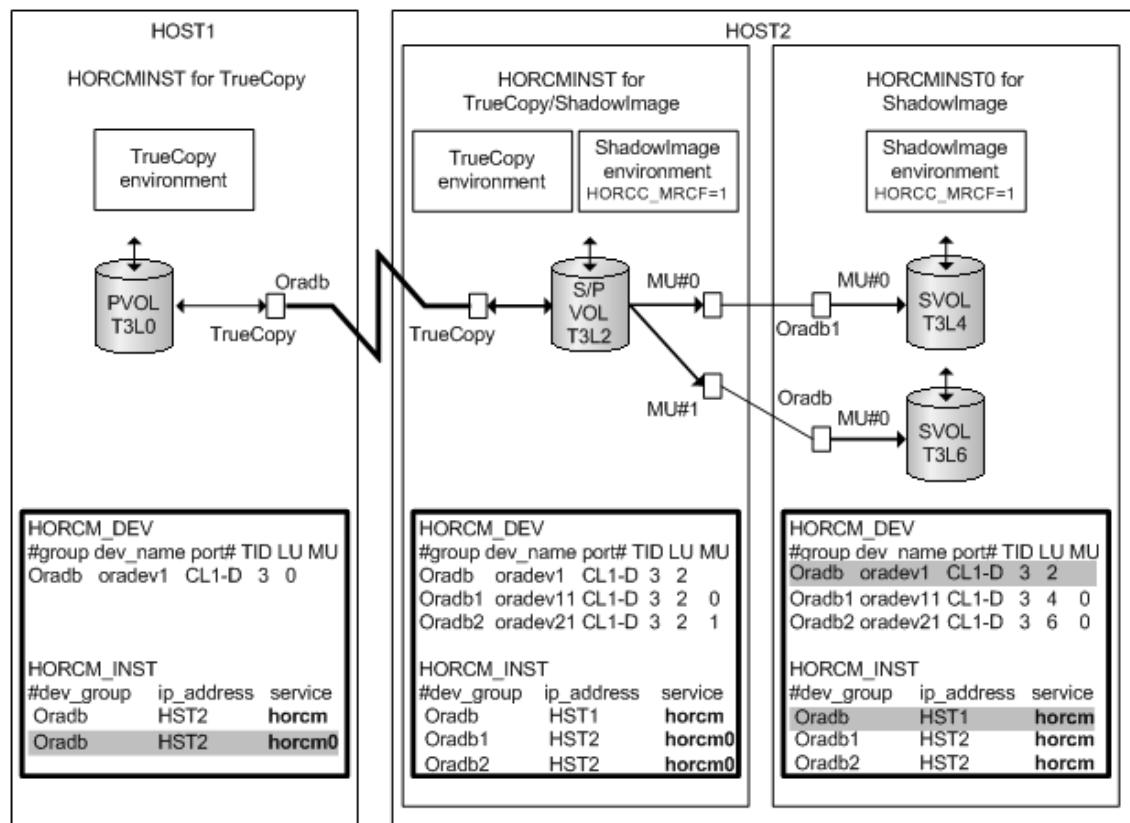 HOST1
HORCMINST for TrueCopy
TrueCopy
environment
PVOL
T3L0
Oradb
TrueCopy
HORCM_DEV
#group dev_name port# TID LU MU
Oradb oradev1 CL1-D 3 0
HORCM_INST
#dev_group ip_address service
Oradb HST2 horcm
Oradb HST2 horcm0
HOST2
HORCMINST for
TrueCopy/ShadowImage
TrueCopy
environment
ShadowImage
environment
HORCC_MRCF=1
TrueCopy
S/P
VOL
T3L2
MU#0
MU#1
HORCM_DEV
#group dev_name port# TID LU MU
Oradb oradev1 CL1-D 3 2
Oradb1 oradev11 CL1-D 3 2 0
Oradb2 oradev21 CL1-D 3 2 1
HORCM_INST
#dev_group ip_address service
Oradb HST1 horcm
Oradb1 HST2 horcm0
Oradb2 HST2 horcm0
HORCMINST0 for
ShadowImage
ShadowImage
environment
HORCC_MRCF=1
MU#0
Oradb1
SVOL
T3L4
Oradb
MU#0
SVOL
T3L6
HORCM_DEV
#group dev_name port# TID LU MU
Oradb oradev1 CL1-D 3 2
Oradb1 oradev11 CL1-D 3 4 0
Oradb2 oradev21 CL1-D 3 6 0
HORCM_INST
#dev_group ip_address service
Oradb HST1 horcm
Oradb1 HST2 horcm
Oradb2 HST2 horcm